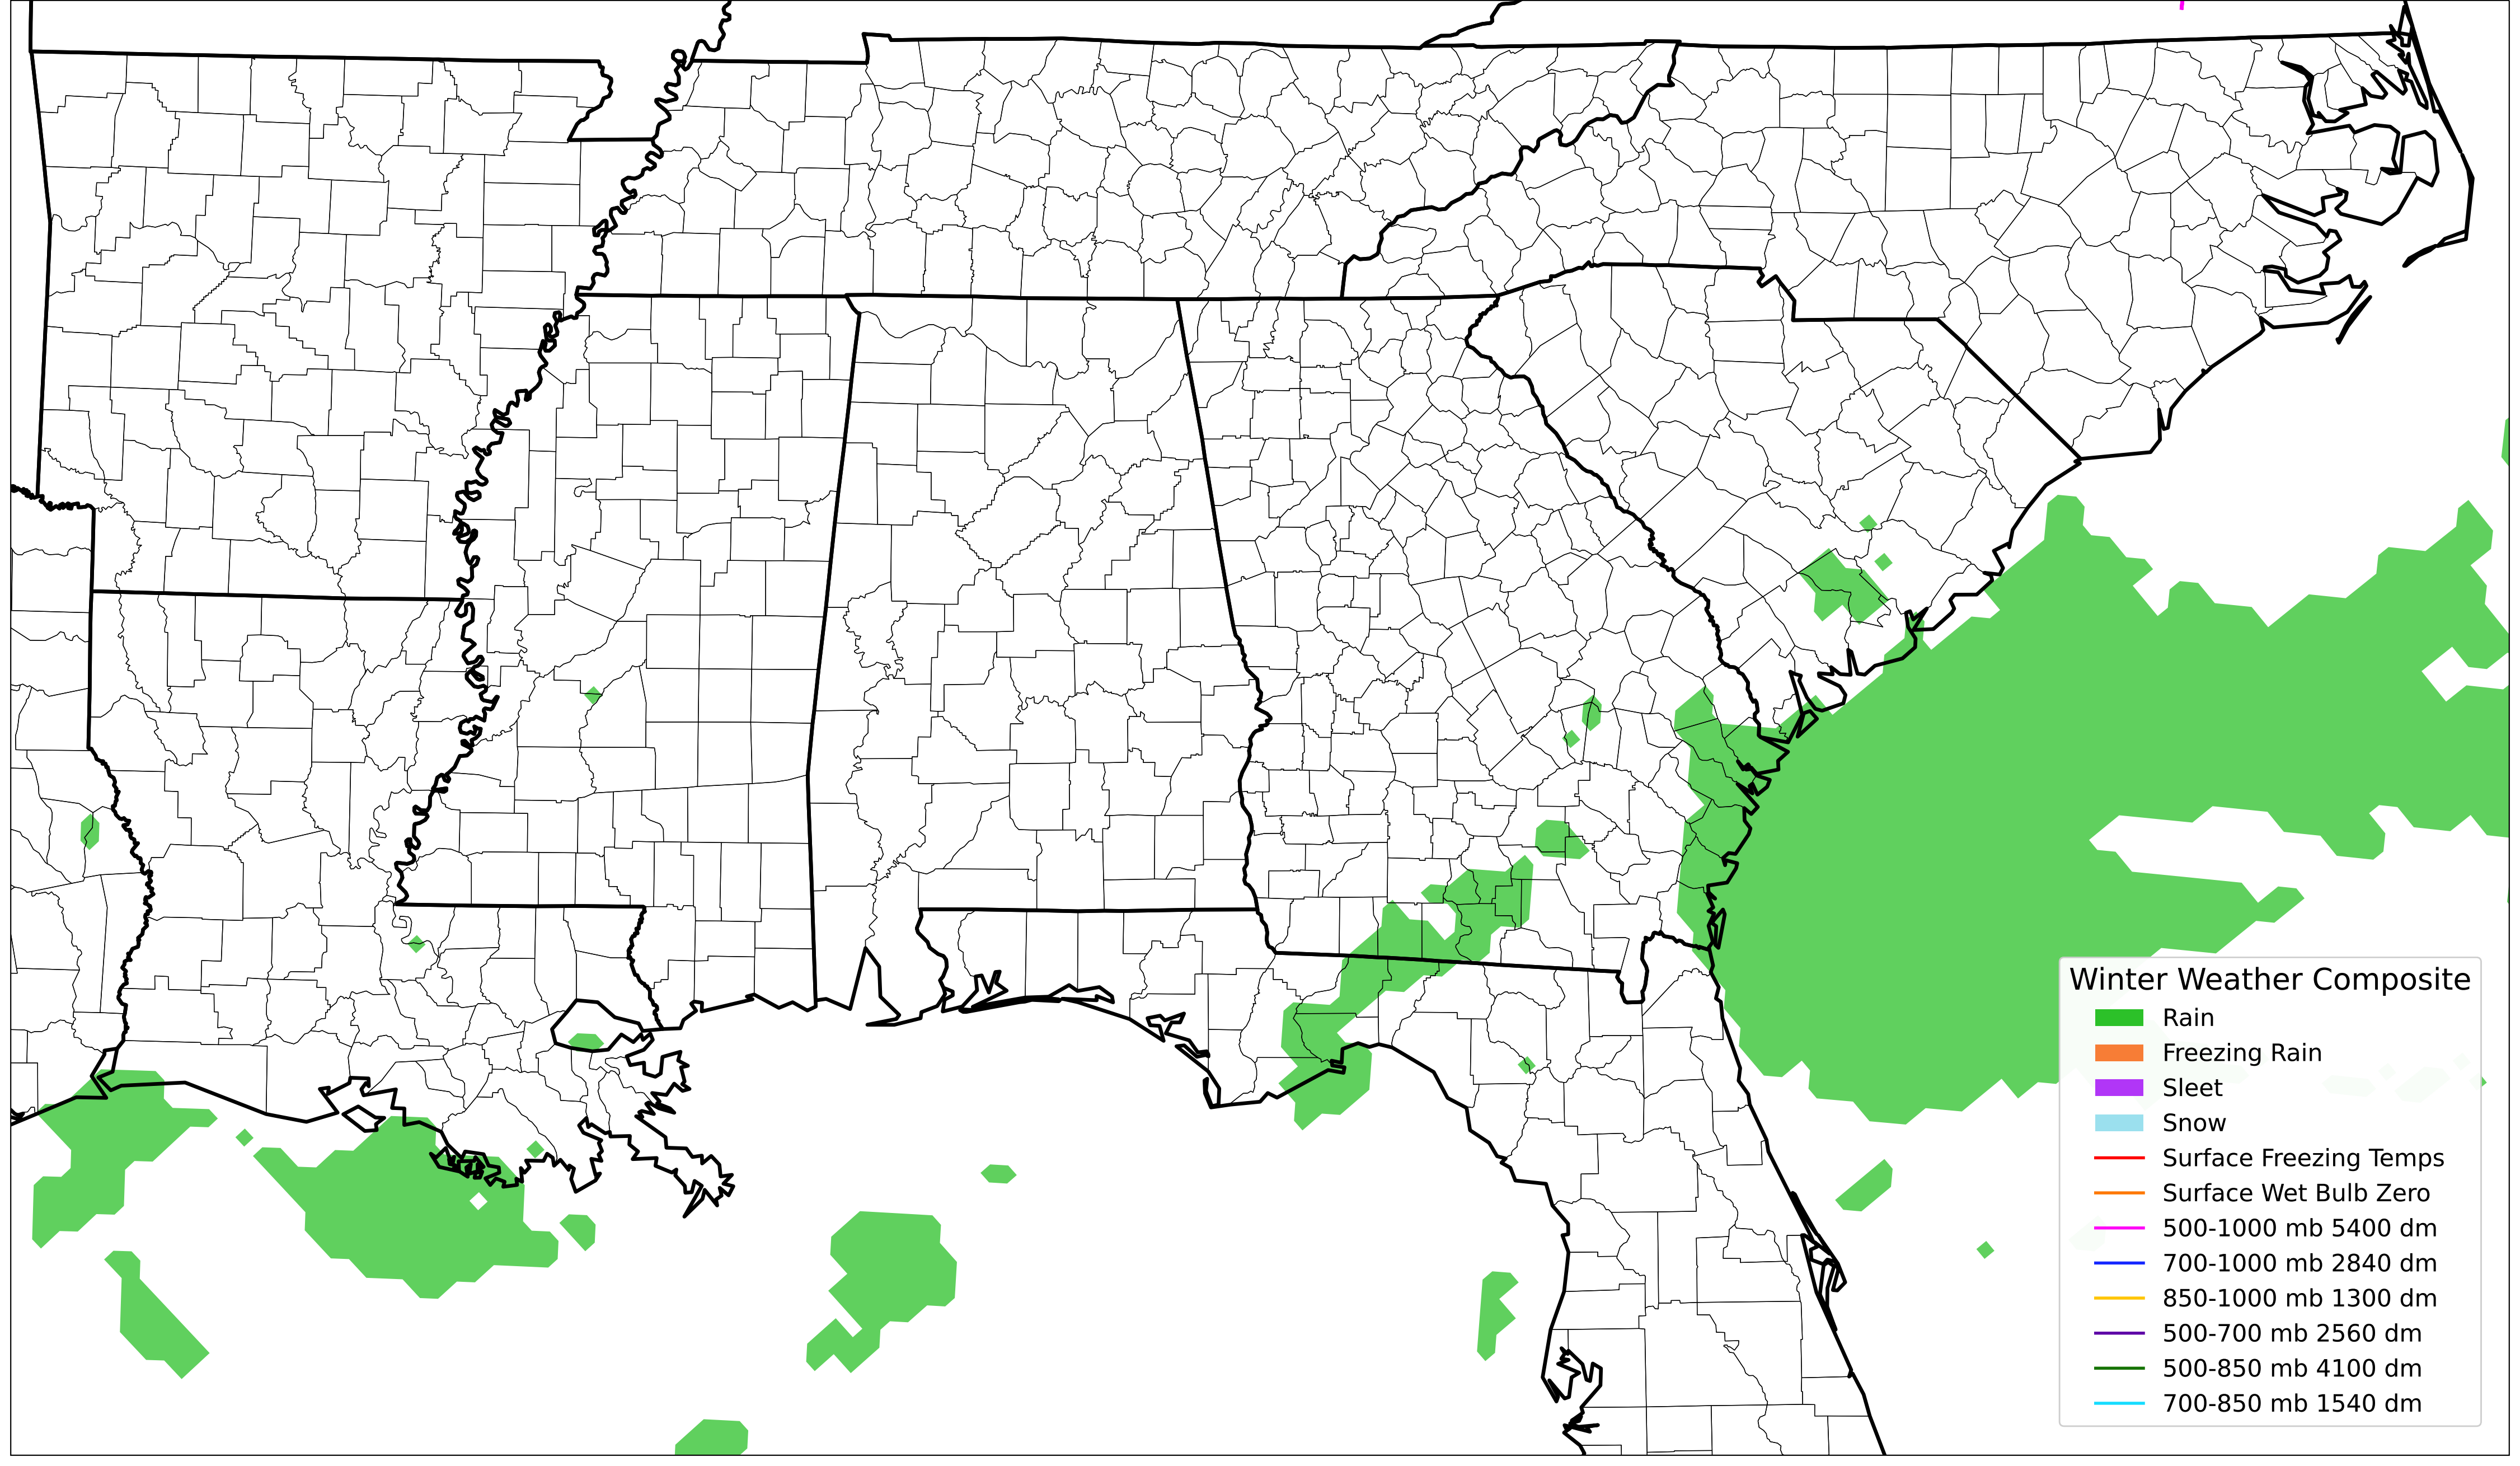 Winter Weather Composite
Rain
Freezing Rain
Sleet
Snow
Surface Freezing Temps
Surface Wet Bulb Zero
500-1000 mb 5400 dm
700-1000 mb 2840 dm
850-1000 mb 1300 dm
500-700 mb 2560 dm
500-850 mb 4100 dm
700-850 mb 1540 dm